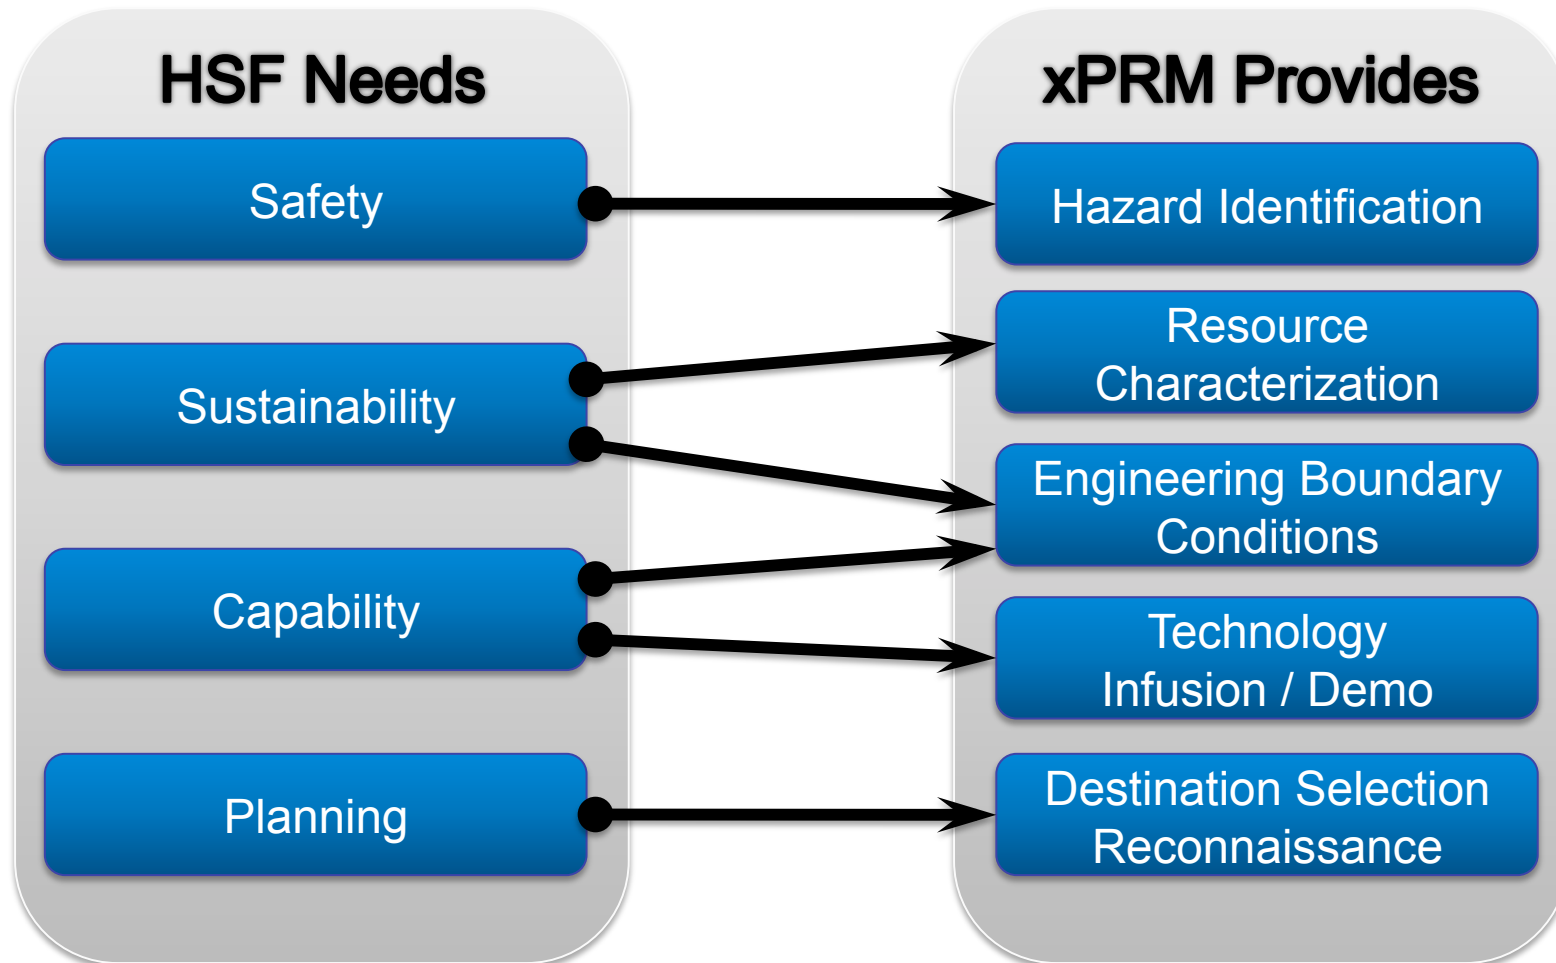 HSF Needs
Safety
Sustainability
Capability
Planning
xPRM Provides
Hazard Identification
Resource
Characterization
Engineering Boundary
Conditions
Technology
Infusion / Demo
Destination Selection
Reconnaissance